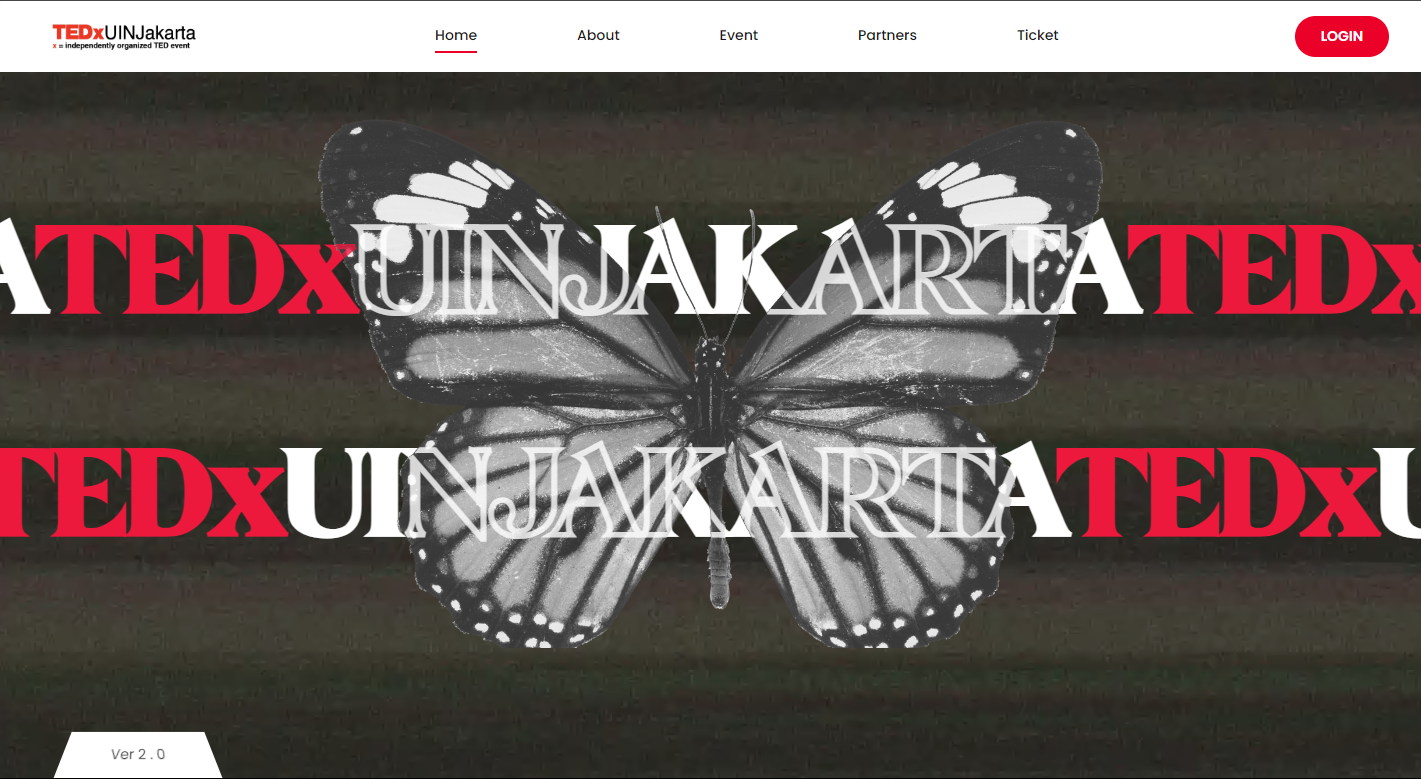 TEDxUINJakarta
x = independently organized TED event
Home
About
Event
Partners
Ticket
LOGIN
ATEDxUINJAKARTATEDx
TEDxUINJAKARTATEDxU
Ver 2 . 0